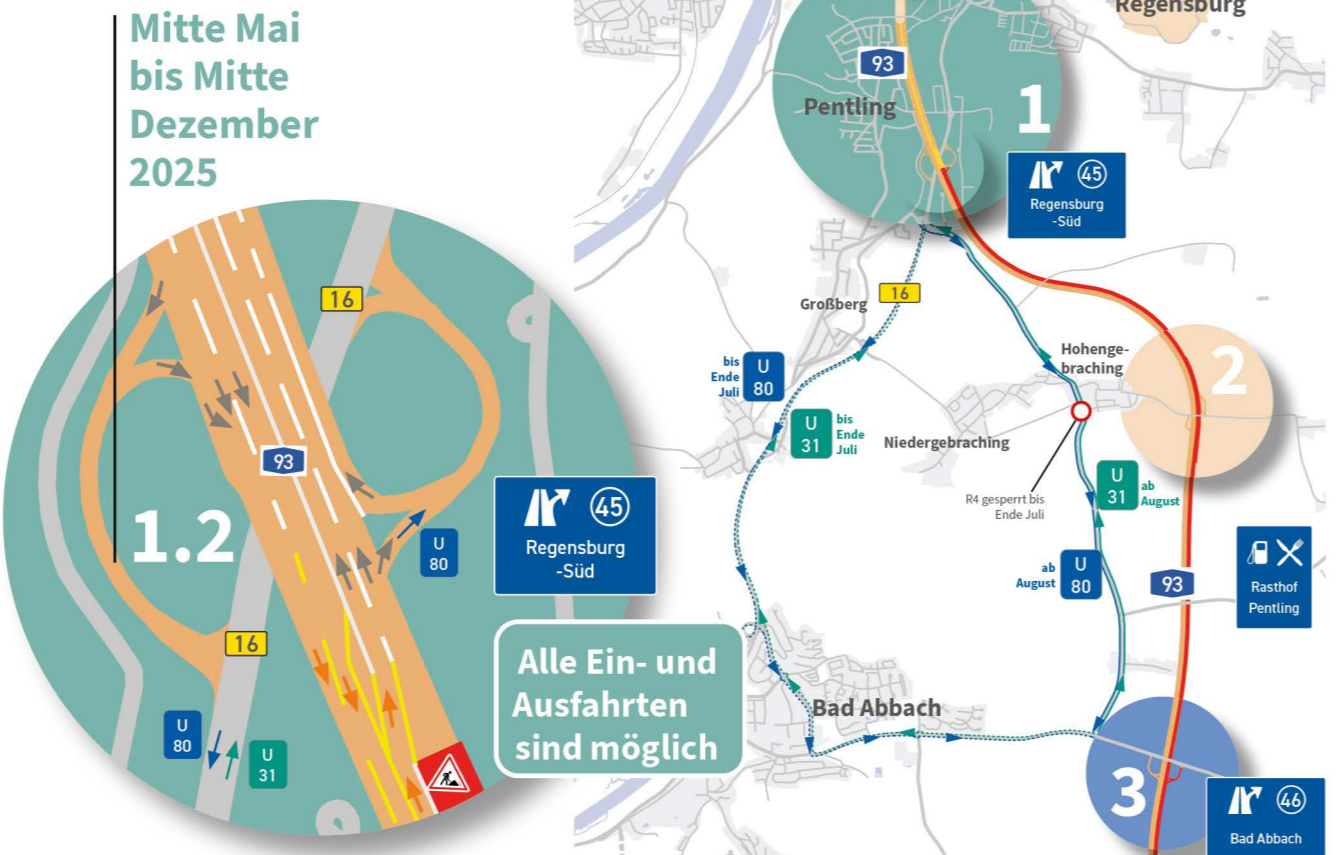 Mitte Mai
bis Mitte
Dezember
2025
16
93
1.2
45
Regensburg
-Süd
U
80
16
U
80
U
31
Alle Ein- und
Ausfahrten
sind möglich
Regensburg
93
Pentling
1
45
Regensburg
-Süd
Großberg
16
Hohenge-
braching
2
bis
Ende
Juli
U
80
U
31
bis
Ende
Juli
Niedergebraching
R4 gesperrt bis
Ende Juli
U
31
ab
August
ab
August
U
80
93
Rasthof
Pentling
Bad Abbach
3
46
Bad Abbach